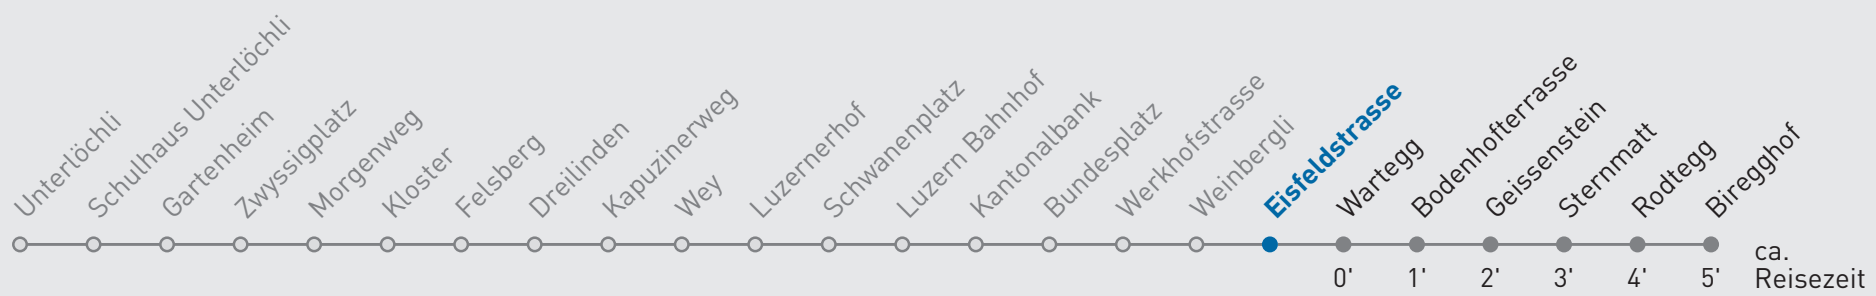 Unterlöchli
Schulhaus Unterlöchli
Gartenheim
Zwyssigplatz
Morgenweg
Kloster
Felsberg
Dreilinden
Kapuzinerweg
Wey
Luzernerhof
Schwanenplatz
Luzern Bahnhof
Kantonalbank
Bundesplatz
Werkhofstrasse
Weinbergli
Eisfeldstrasse
Wartegg
Bodenhofterrasse
Geissenstein
Sternmatt
Rodtegg
Biregghof
0' 1' 2' 3' 4' 5'
ca.
Reisezeit